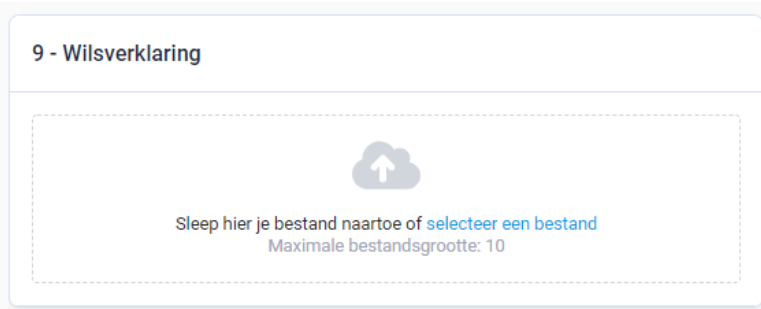 9 - Wilsverklaring
Sleep hier je bestand naartoe of selecteer een bestand
Maximale bestandsgrootte: 10